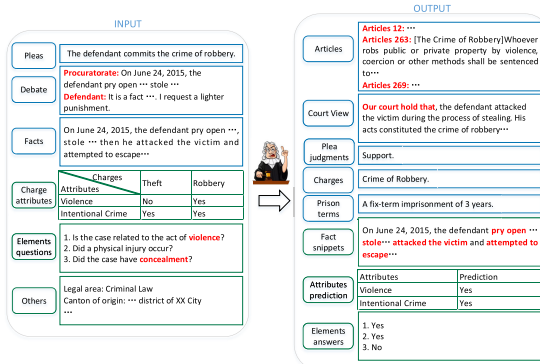 INPUT
Pleas
The defendant commits the crime of robbery.
Debate
Procuratorate: On June 24, 2015, the
defendant pry open ⋯ stole ⋯
Defendant: It is a fact ⋯. I request a lighter
punishment.
Facts
On June 24, 2015, the defendant pry open ⋯,
stole ⋯ then he attacked the victim and
attempted to escape⋯
Charge
attributes
Charges
Attributes
Theft
Robbery
Violence
No
Yes
Intentional Crime
Yes
Yes
Elements
questions
1. Is the case related to the act of violence?
2. Did a physical injury occur?
3. Did the case have concealment?
Others
Legal area: Criminal Law
Canton of origin: ⋯ district of XX City
⋯
OUTPUT
Articles
Articles 12: ⋯
Articles 263: [The Crime of Robbery]Whoever
robs public or private property by violence,
coercion or other methods shall be sentenced
to⋯
Articles 269: ⋯
Court View
Our court hold that, the defendant attacked
the victim during the process of stealing. His
acts constituted the crime of robbery⋯
Plea
judgments
Support.
Charges
Crime of Robbery.
Prison
terms
A fix-term imprisonment of 3 years.
Fact
snippets
On June 24, 2015, the defendant pry open ⋯
stole⋯ attacked the victim and attempted to
escape⋯
Attributes
prediction
Attributes
Prediction
Violence
Yes
Intentional Crime
Yes
Elements
answers
1. Yes
2. Yes
3. No